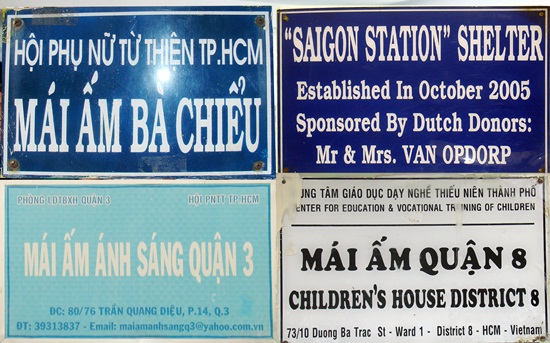 HỘI PHỤ NỮ TỪ THIỆN TP.HCM
MÁI ẤM BÀ CHIỂU
"SAIGON STATION" SHELTER
Established In October 2005
Sponsored By Dutch Donors:
Mr & Mrs. VAN OPDORP
PHÒNG LĐTBXH QUẬN 3 HỘI PNTT TP.HCM
MÁI ẤM ÁNH SÁNG QUẬN 3
ĐC: 80/76 TRẦN QUANG DIỆU, P.14, Q.3
ĐT: 39313837 - Email: maiamanhsangq3@yahoo.com.vn
UNG TÂM GIÁO DỤC DẠY NGHỀ THIẾU NIÊN THÀNH PHỐ
ENTER FOR EDUCATION & VOCATIONAL TRAINING OF CHILDREN
MÁI ẤM QUẬN 8
CHILDREN'S HOUSE DISTRICT 8
73/10 Duong Ba Trac St - Ward 1 - District 8 - HCM - Vietnam